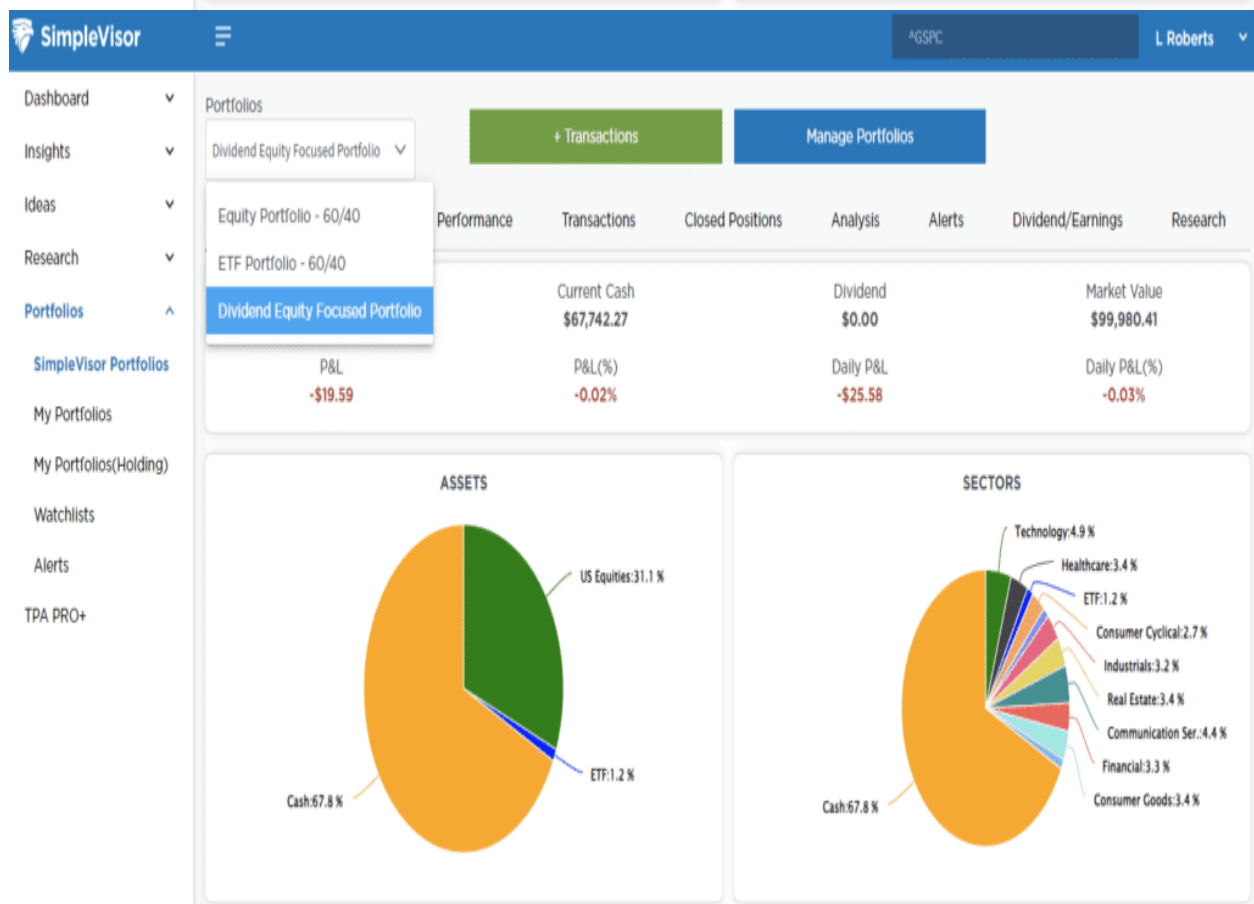 SimpleVisor
^GSPC
L Roberts
Dashboard
Insights
Ideas
Research
Portfolios
SimpleVisor Portfolios
My Portfolios
My Portfolios(Holding)
Watchlists
Alerts
TPA PRO+
Portfolios
Dividend Equity Focused Portfolio
+ Transactions
Manage Portfolios
Equity Portfolio - 60/40
ETF Portfolio - 60/40
Dividend Equity Focused Portfolio
Performance Transactions Closed Positions Analysis Alerts Dividend/Earnings Research
Current Cash Dividend Market Value
$67,742.27 $0.00 $99,980.41
P&L P&L(%) Daily P&L Daily P&L(%)
-$19.59 -0.02% -$25.58 -0.03%
ASSETS
US Equities:31.1 %
ETF:1.2 %
Cash:67.8 %
SECTORS
Technology:4.9 %
Healthcare:3.4 %
ETF:1.2 %
Consumer Cyclical:2.7 %
Industrials:3.2 %
Real Estate:3.4 %
Communication Ser.:4.4 %
Financial:3.3 %
Consumer Goods:3.4 %
Cash:67.8 %